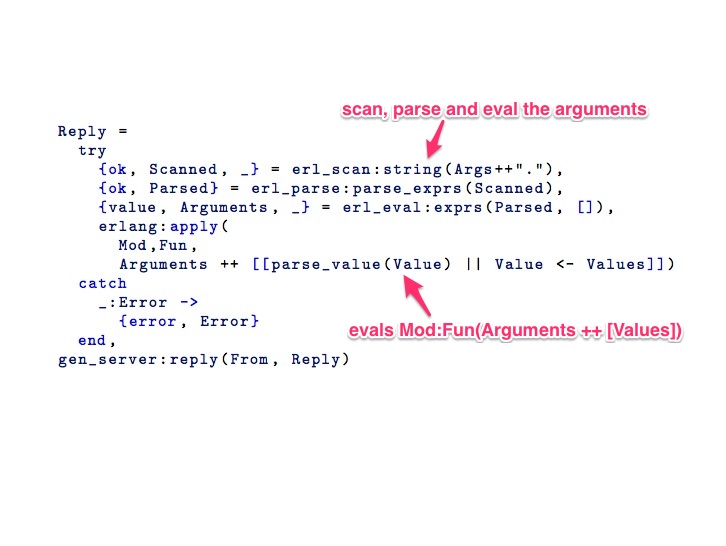 scan, parse and eval the arguments
Reply =
try
{ok, Scanned, _} = erl_scan:string(Args++"."),
{ok, Parsed} = erl_parse:parse_exprs(Scanned),
{value, Arguments, _} = erl_eval:exprs(Parsed, []),
erlang:apply(
Mod,Fun,
Arguments ++ [[parse_value(Value) || Value <- Values]])
catch
_:Error ->
{error, Error}
evals Mod:Fun(Arguments ++ [Values])
end,
gen_server:reply(From, Reply)